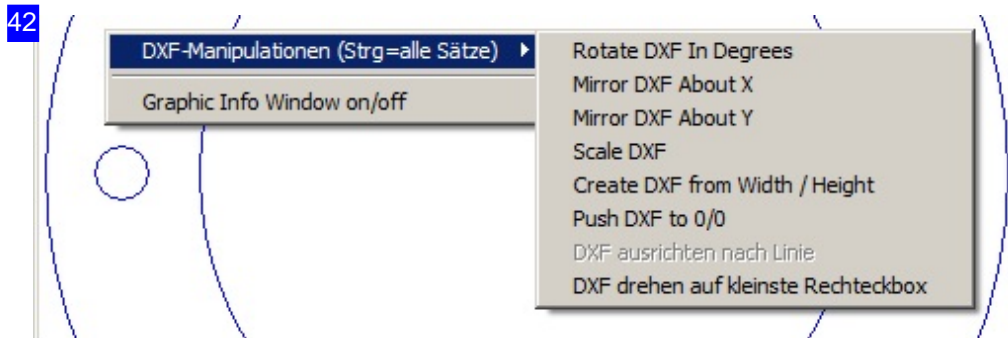 42
DXF-Manipulationen (Strg=alle Sätze)
Graphic Info Window on/off
Rotate DXF In Degrees
Mirror DXF About X
Mirror DXF About Y
Scale DXF
Create DXF from Width / Height
Push DXF to 0/0
DXF ausrichten nach Linie
DXF drehen auf kleinste Rechteckbox